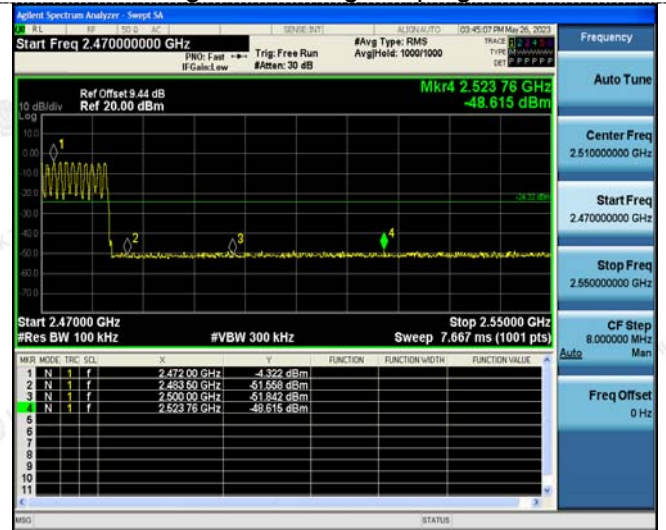 Agilent Spectrum Analyzer - Swept SA
RL RF 50 Ω AC SENSE:INT ALIGNAUTO 03:45:07 PM May 26, 2023
Start Freq 2.470000000 GHz
PNO: Fast
IFGain:Low
Trig: Free Run
#Atten: 30 dB
#Avg Type: RMS
Avg|Hold: 1000/1000
TRACE 1 2 3 4 5 6
TYPE
DET P P P P P P
Mkr4 2.523 76 GHz
-48.615 dBm
Ref Offset 9.44 dB
Ref 20.00 dBm
10 dB/div
Log
10.0
0.00
-10.0
-20.0
-30.0
-40.0
-50.0
-60.0
-70.0
1
2
3
4
-24.32 dBm
Start 2.47000 GHz
Stop 2.55000 GHz
#Res BW 100 kHz
#VBW 300 kHz
Sweep 7.667 ms (1001 pts)
MKR MODE TRC SCL X Y FUNCTION FUNCTION WIDTH FUNCTION VALUE
1 N 1 f 2.472 00 GHz -4.322 dBm
2 N 1 f 2.483 50 GHz -51.558 dBm
3 N 1 f 2.500 00 GHz -51.842 dBm
4 N 1 f 2.523 76 GHz -48.615 dBm
5
6
7
8
9
10
11
MSG
STATUS
Frequency
Auto Tune
Center Freq
2.510000000 GHz
Start Freq
2.470000000 GHz
Stop Freq
2.550000000 GHz
CF Step
8.000000 MHz
Auto Man
Freq Offset
0 Hz